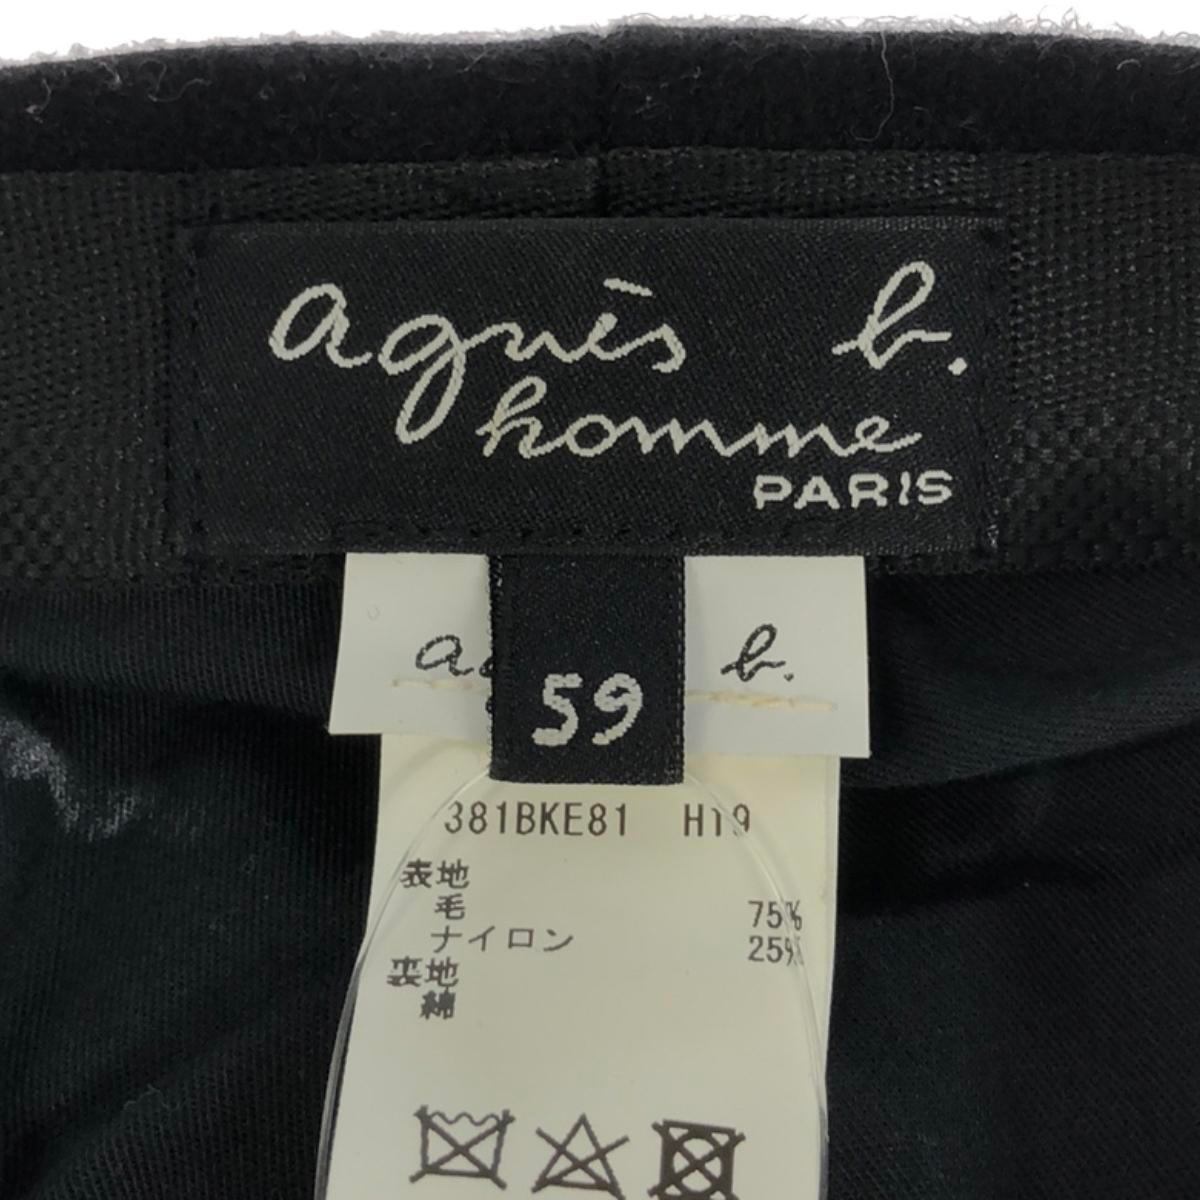 agnès b.
homme
PARIS
b.
59
381BKE81 H19
表地
毛 75%
ナイロン 25%
裏地
綿